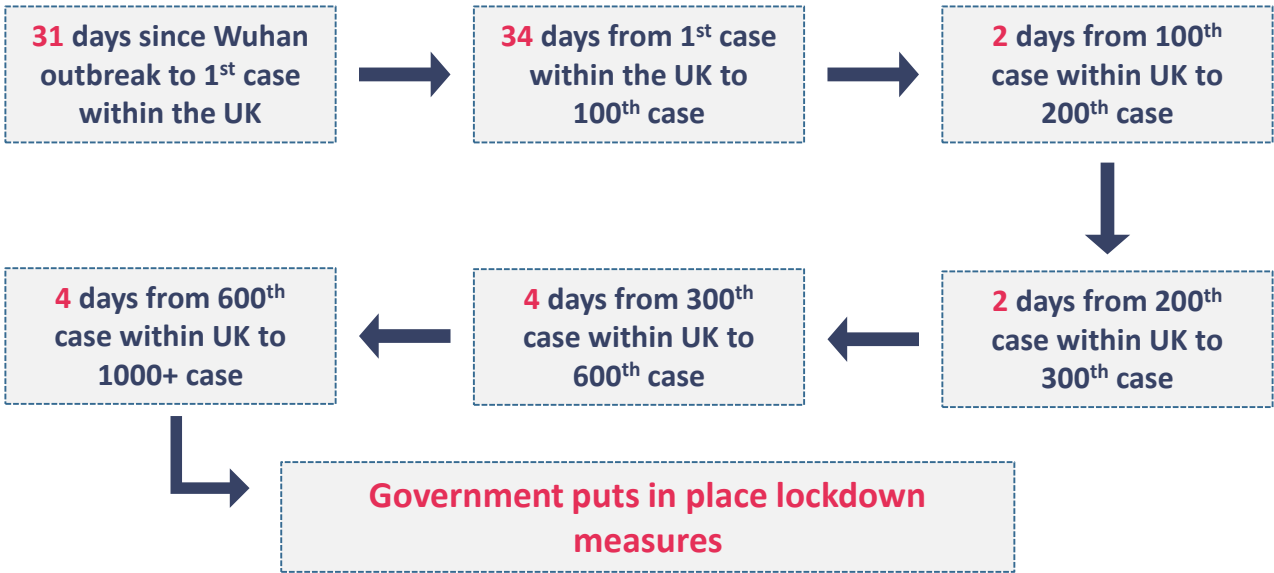 31 days since Wuhan
outbreak to 1st case
within the UK
34 days from 1st case
within the UK to
100th case
2 days from 100th
case within UK to
200th case
2 days from 200th
case within UK to
300th case
4 days from 300th
case within UK to
600th case
4 days from 600th
case within UK to
1000+ case
Government puts in place lockdown
measures